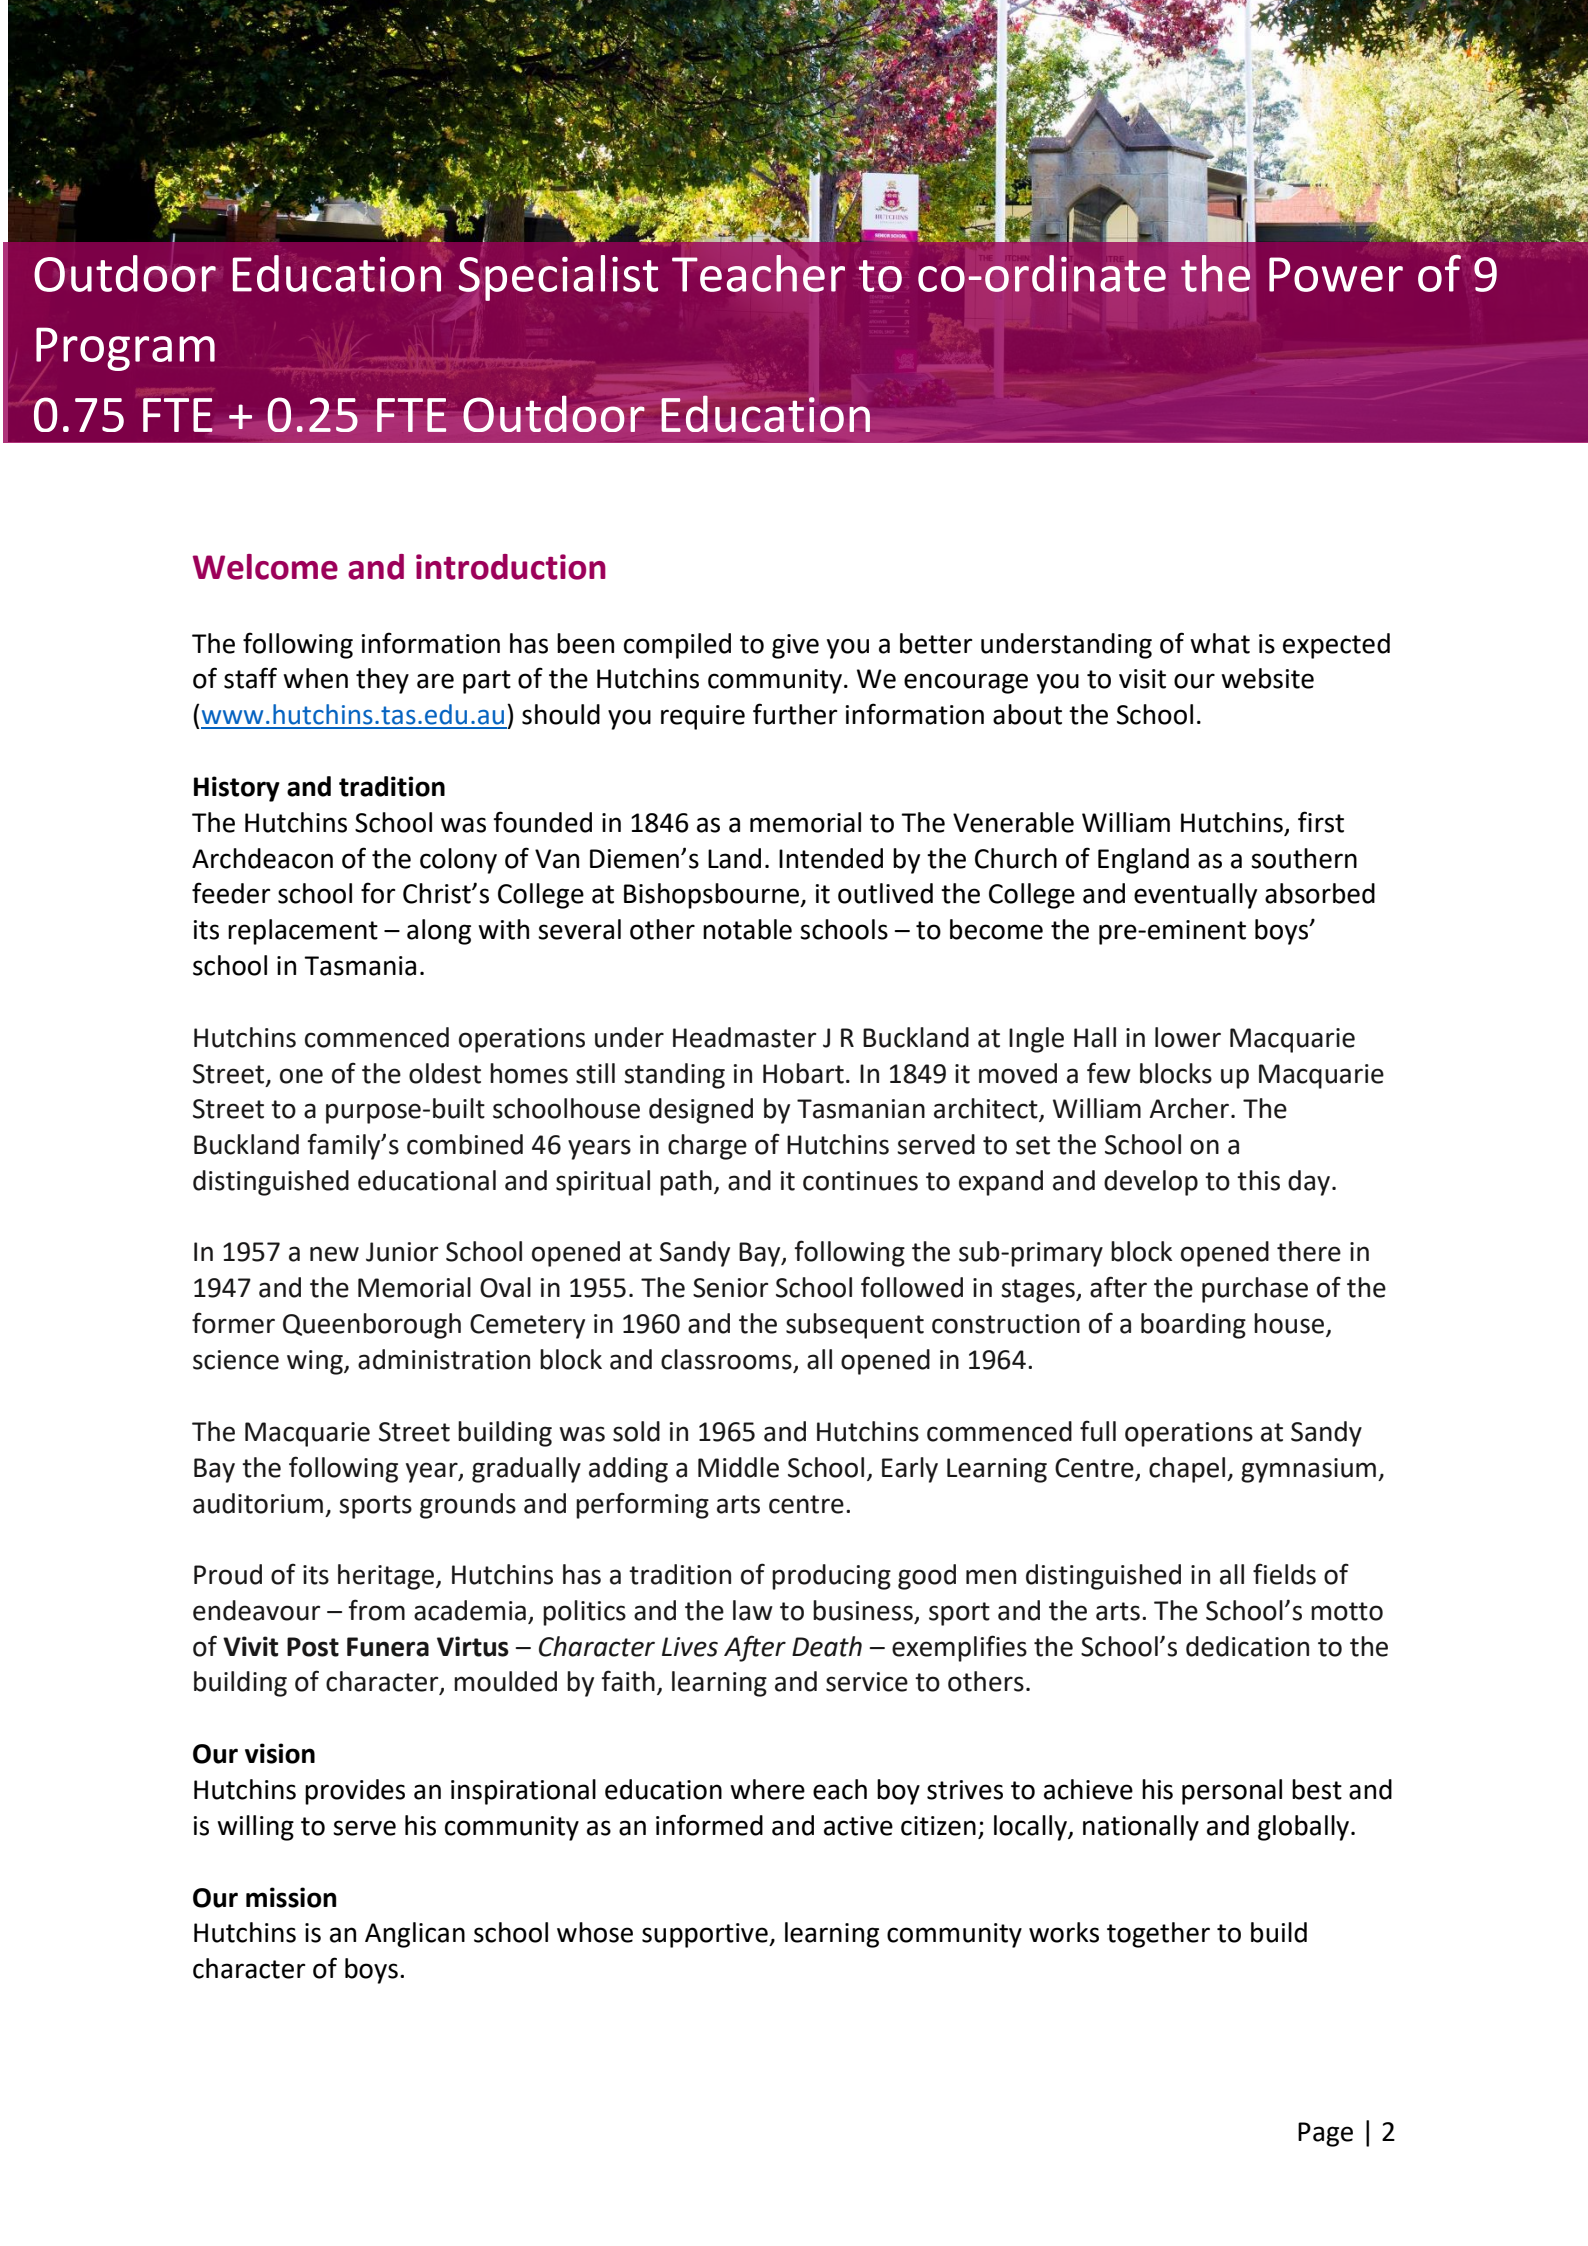 HUTCHINS
SENIOR SCHOOL
Outdoor Education Specialist Teacher to co-ordinate the Power of 9
Program
0.75 FTE + 0.25 FTE Outdoor Education
Welcome and introduction
The following information has been compiled to give you a better understanding of what is expected
of staff when they are part of the Hutchins community. We encourage you to visit our website
(www.hutchins.tas.edu.au) should you require further information about the School.
History and tradition
The Hutchins School was founded in 1846 as a memorial to The Venerable William Hutchins, first
Archdeacon of the colony of Van Diemen’s Land. Intended by the Church of England as a southern
feeder school for Christ’s College at Bishopsbourne, it outlived the College and eventually absorbed
its replacement – along with several other notable schools – to become the pre-eminent boys’
school in Tasmania.
Hutchins commenced operations under Headmaster J R Buckland at Ingle Hall in lower Macquarie
Street, one of the oldest homes still standing in Hobart. In 1849 it moved a few blocks up Macquarie
Street to a purpose-built schoolhouse designed by Tasmanian architect, William Archer. The
Buckland family’s combined 46 years in charge of Hutchins served to set the School on a
distinguished educational and spiritual path, and it continues to expand and develop to this day.
In 1957 a new Junior School opened at Sandy Bay, following the sub-primary block opened there in
1947 and the Memorial Oval in 1955. The Senior School followed in stages, after the purchase of the
former Queenborough Cemetery in 1960 and the subsequent construction of a boarding house,
science wing, administration block and classrooms, all opened in 1964.
The Macquarie Street building was sold in 1965 and Hutchins commenced full operations at Sandy
Bay the following year, gradually adding a Middle School, Early Learning Centre, chapel, gymnasium,
auditorium, sports grounds and performing arts centre.
Proud of its heritage, Hutchins has a tradition of producing good men distinguished in all fields of
endeavour – from academia, politics and the law to business, sport and the arts. The School’s motto
of Vivit Post Funera Virtus – Character Lives After Death – exemplifies the School’s dedication to the
building of character, moulded by faith, learning and service to others.
Our vision
Hutchins provides an inspirational education where each boy strives to achieve his personal best and
is willing to serve his community as an informed and active citizen; locally, nationally and globally.
Our mission
Hutchins is an Anglican school whose supportive, learning community works together to build
character of boys.
Page | 2